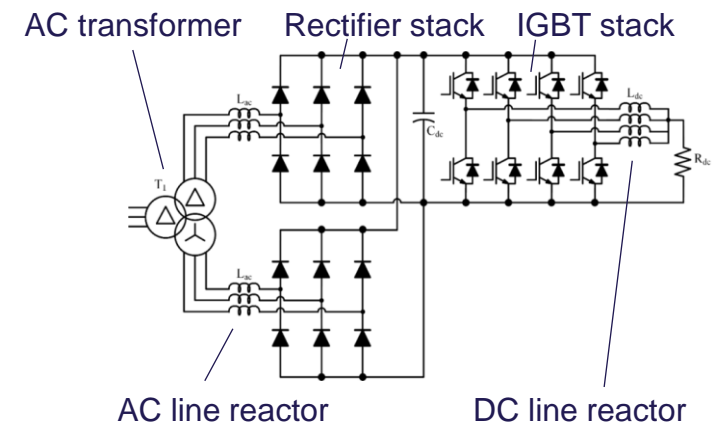 AC transformer Rectifier stack IGBT stack
Lac
Ldc
Cdc
Rdc
T1
Lac
AC line reactor DC line reactor